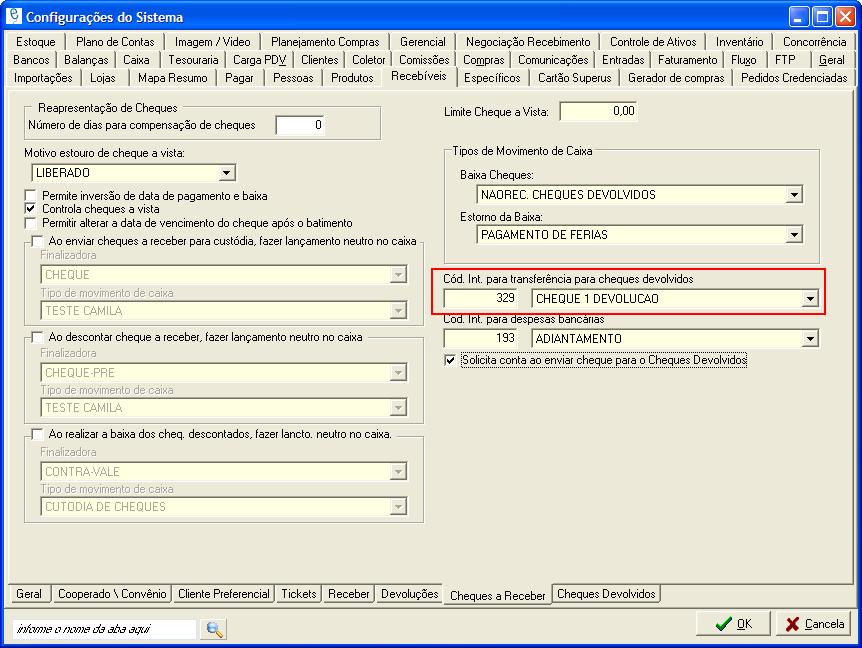 Configurações do Sistema
Estoque Plano de Contas Imagem / Video Planejamento Compras Gerencial Negociação Recebimento Controle de Ativos Inventário Concorrência
Bancos Balanças Caixa Tesouraria Carga PDV Clientes Coletor Comissões Compras Comunicações Entradas Faturamento Fluxo FTP Geral
Importações Lojas Mapa Resumo Pagar Pessoas Produtos Recebíveis Específicos Cartão Superus Gerador de compras Pedidos Credenciadas
Reapresentação de Cheques
Número de dias para compensação de cheques 0
Motivo estouro de cheque a vista:
LIBERADO
Permite inversão de data de pagamento e baixa
Controla cheques a vista
Permitir alterar a data de vencimento do cheque após o batimento
Ao enviar cheques a receber para custódia, fazer lançamento neutro no caixa
Finalizadora
CHEQUE
Tipo de movimento de caixa
TESTE CAMILA
Ao descontar cheque a receber, fazer lançamento neutro no caixa
Finalizadora
CHEQUE-PRE
Tipo de movimento de caixa
TESTE CAMILA
Ao realizar a baixa dos cheq. descontados, fazer lancto. neutro no caixa.
Finalizadora
CONTRA-VALE
Tipo de movimento de caixa
CUTODIA DE CHEQUES
Limite Cheque a Vista: 0,00
Tipos de Movimento de Caixa
Baixa Cheques:
NAOREC. CHEQUES DEVOLVIDOS
Estorno da Baixa:
PAGAMENTO DE FERIAS
Cód. Int. para transferência para cheques devolvidos
329 CHEQUE 1 DEVOLUCAO
Cód. Int. para despesas bancárias
193 ADIANTAMENTO
Solicita conta ao enviar cheque para o Cheques Devolvidos
Geral Cooperado \ Convênio Cliente Preferencial Tickets Receber Devoluções Cheques a Receber Cheques Devolvidos
informe o nome da aba aqui
OK Cancela